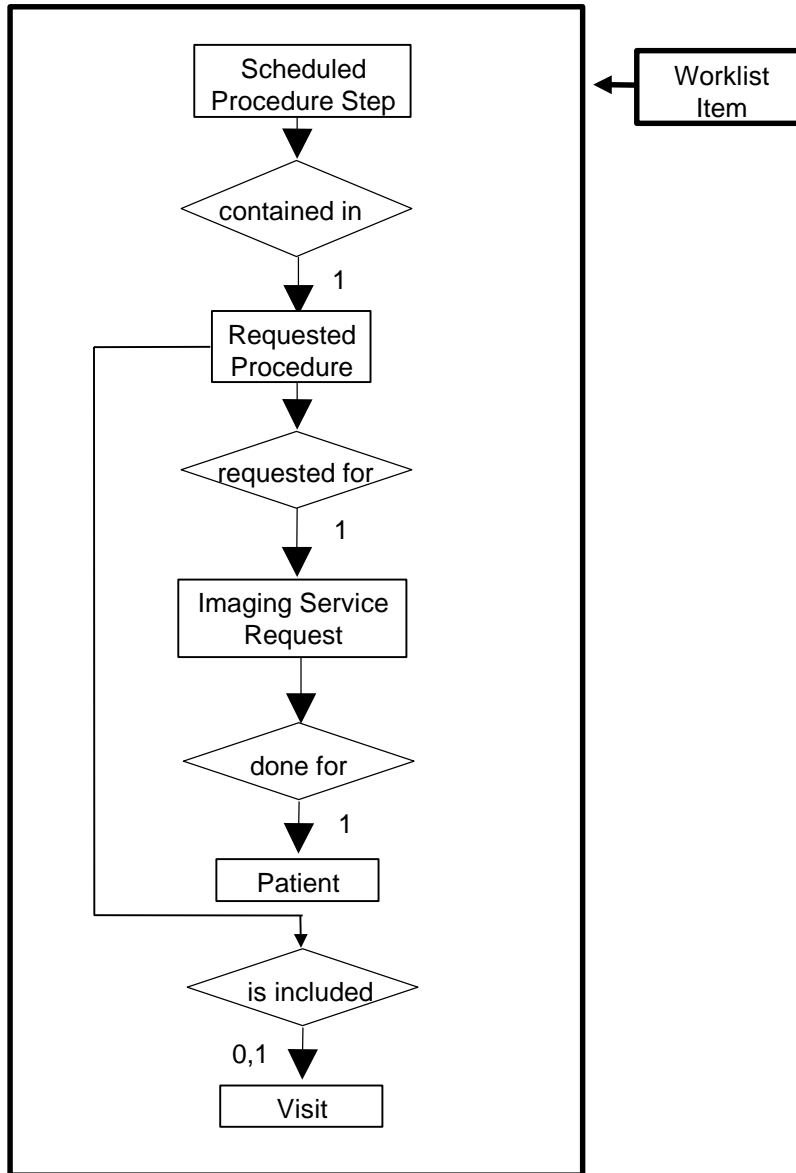 Scheduled
Procedure Step
Worklist
Item
contained in
1
Requested
Procedure
requested for
1
Imaging Service
Request
done for
1
Patient
is included
0,1
Visit